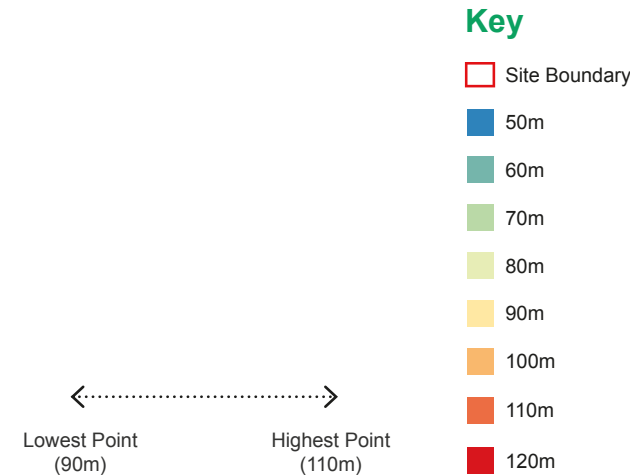 Key
Site Boundary
50m
60m
70m
80m
90m
100m
110m
120m
Lowest Point
(90m)
Highest Point
(110m)